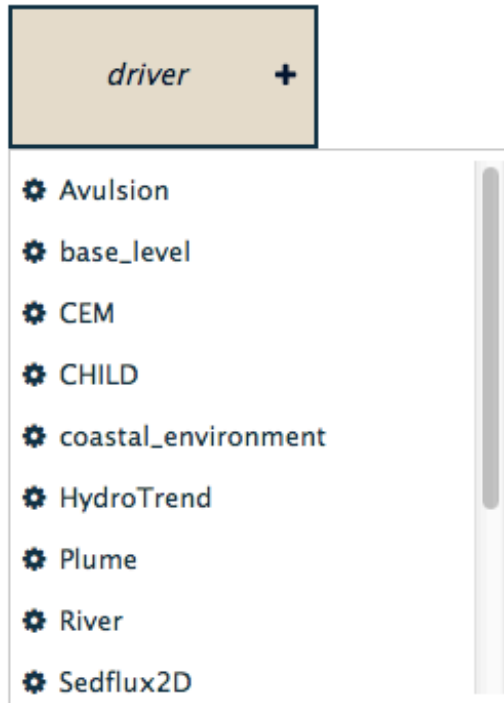 driver +
Avulsion
base_level
CEM
CHILD
coastal_environment
HydroTrend
Plume
River
Sedflux2D